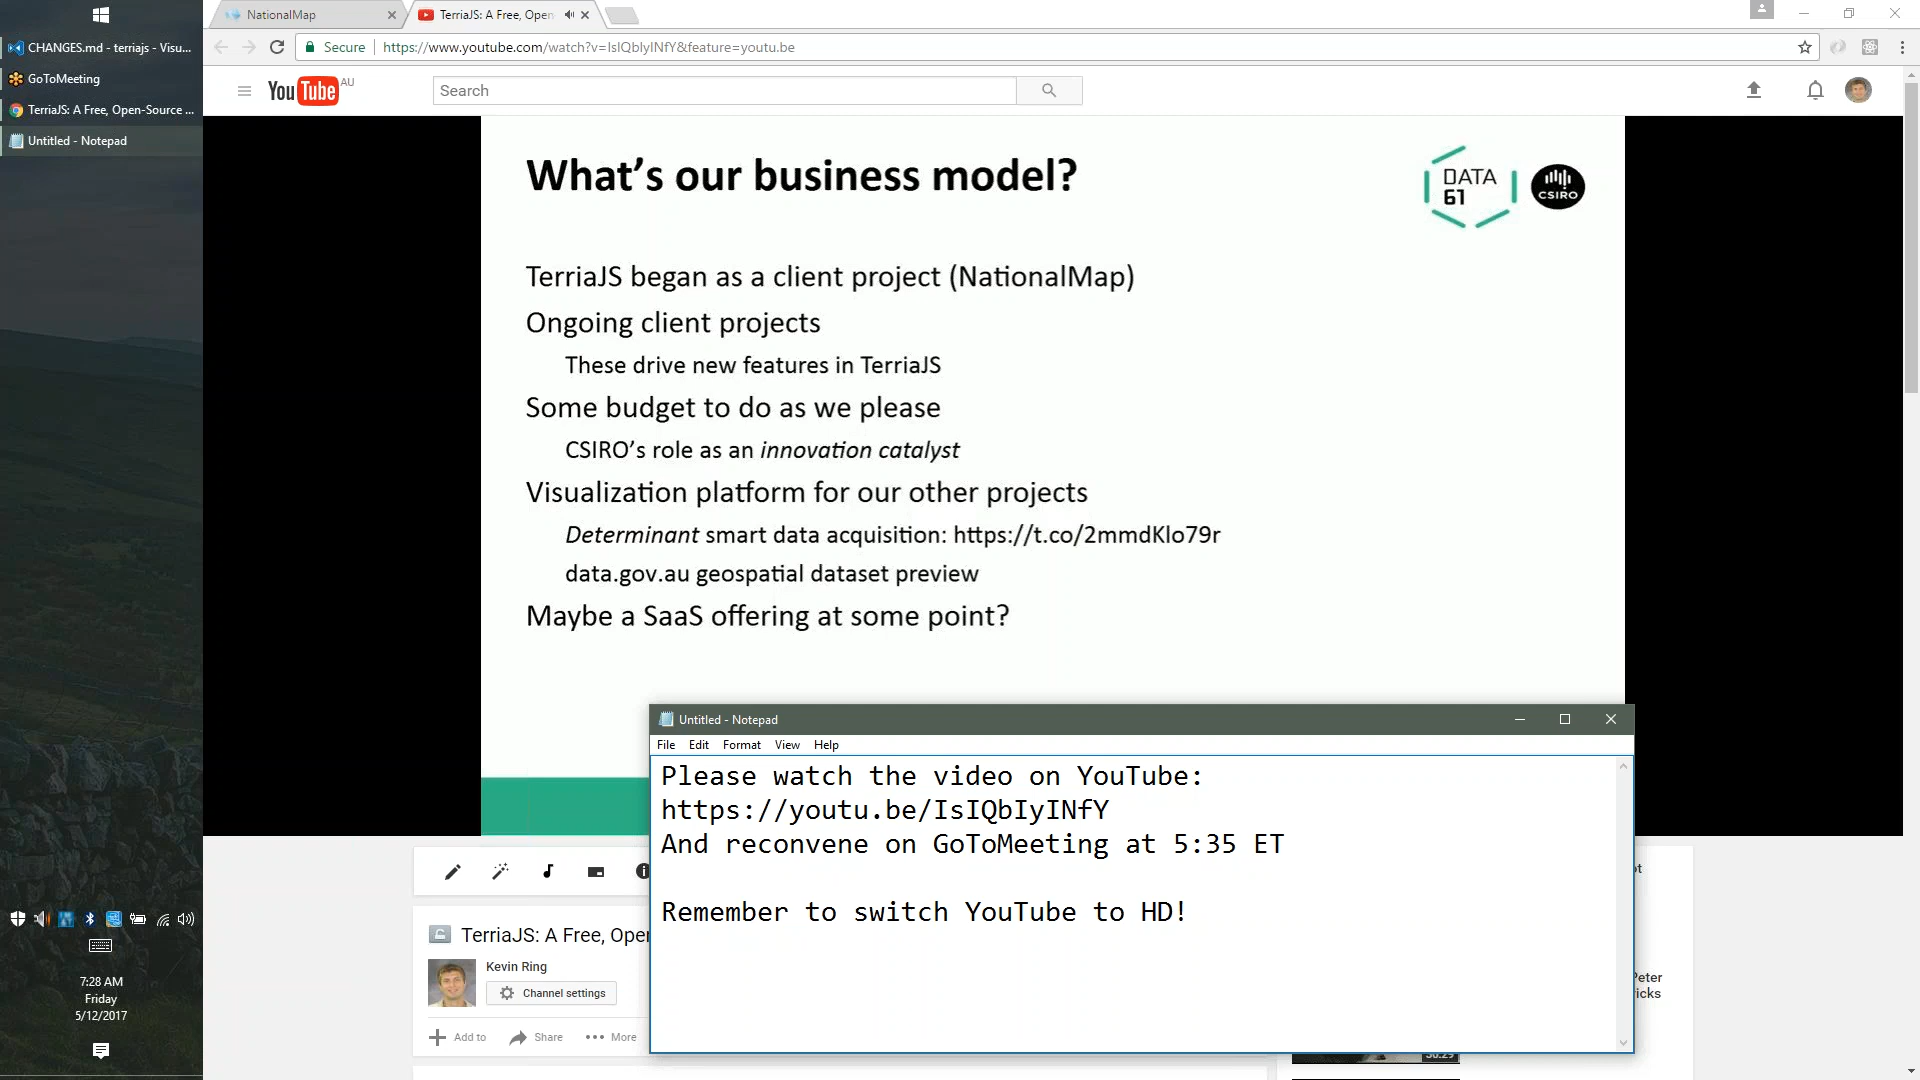 CHANGES.md - terriajs - Visu...
GoToMeeting
TerriaJS: A Free, Open-Source ...
Untitled - Notepad
7:28 AM
Friday
5/12/2017
NationalMap
TerriaJS: A Free, Open-
Secure
https://www.youtube.com/watch?v=IsIQbIyINfY&feature=youtu.be
YouTube AU
Search
What's our business model?
DATA
61
CSIRO
TerriaJS began as a client project (NationalMap)
Ongoing client projects
These drive new features in TerriaJS
Some budget to do as we please
CSIRO's role as an innovation catalyst
Visualization platform for our other projects
Determinant smart data acquisition: https://t.co/2mmdKlo79r
data.gov.au geospatial dataset preview
Maybe a SaaS offering at some point?
Untitled - Notepad
File Edit Format View Help
Please watch the video on YouTube:
https://youtu.be/IsIQbIyINfY
And reconvene on GoToMeeting at 5:35 ET
Remember to switch YouTube to HD!
TerriaJS: A Free, Oper
Kevin Ring
Channel settings
Add to Share More
Peter
icks